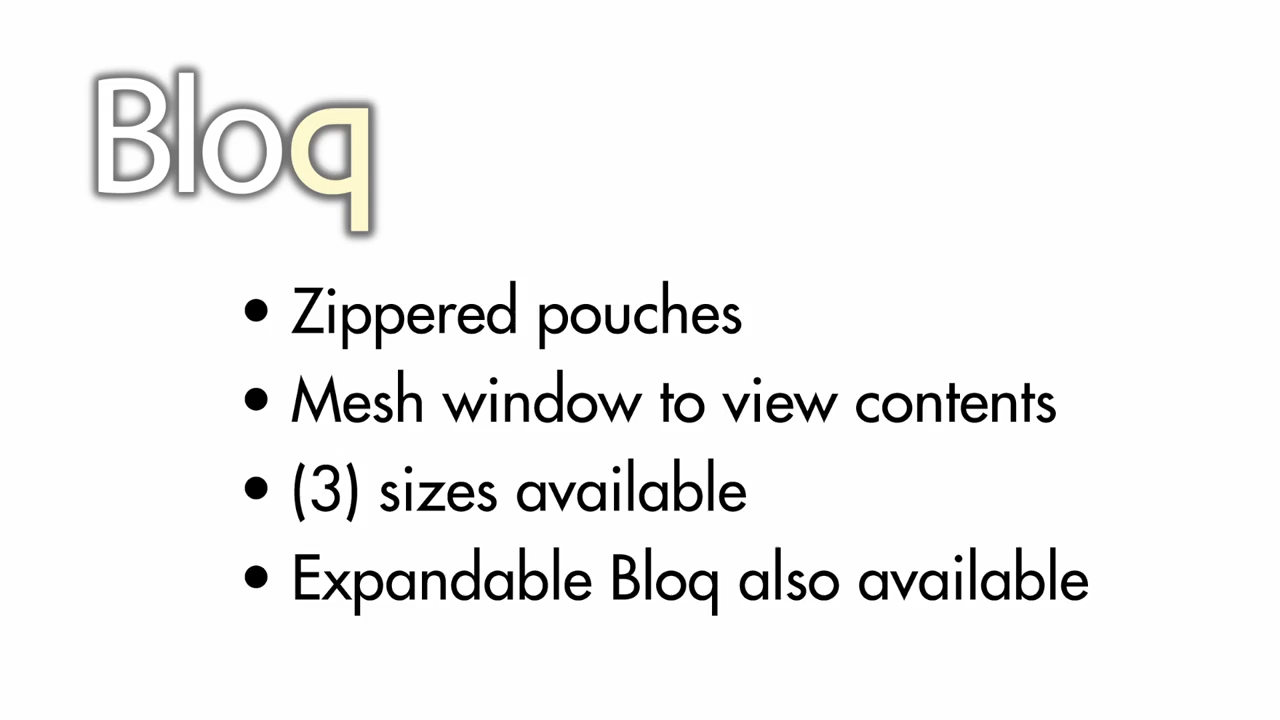 Bloq
• Zippered pouches
• Mesh window to view contents
• (3) sizes available
• Expandable Bloq also available